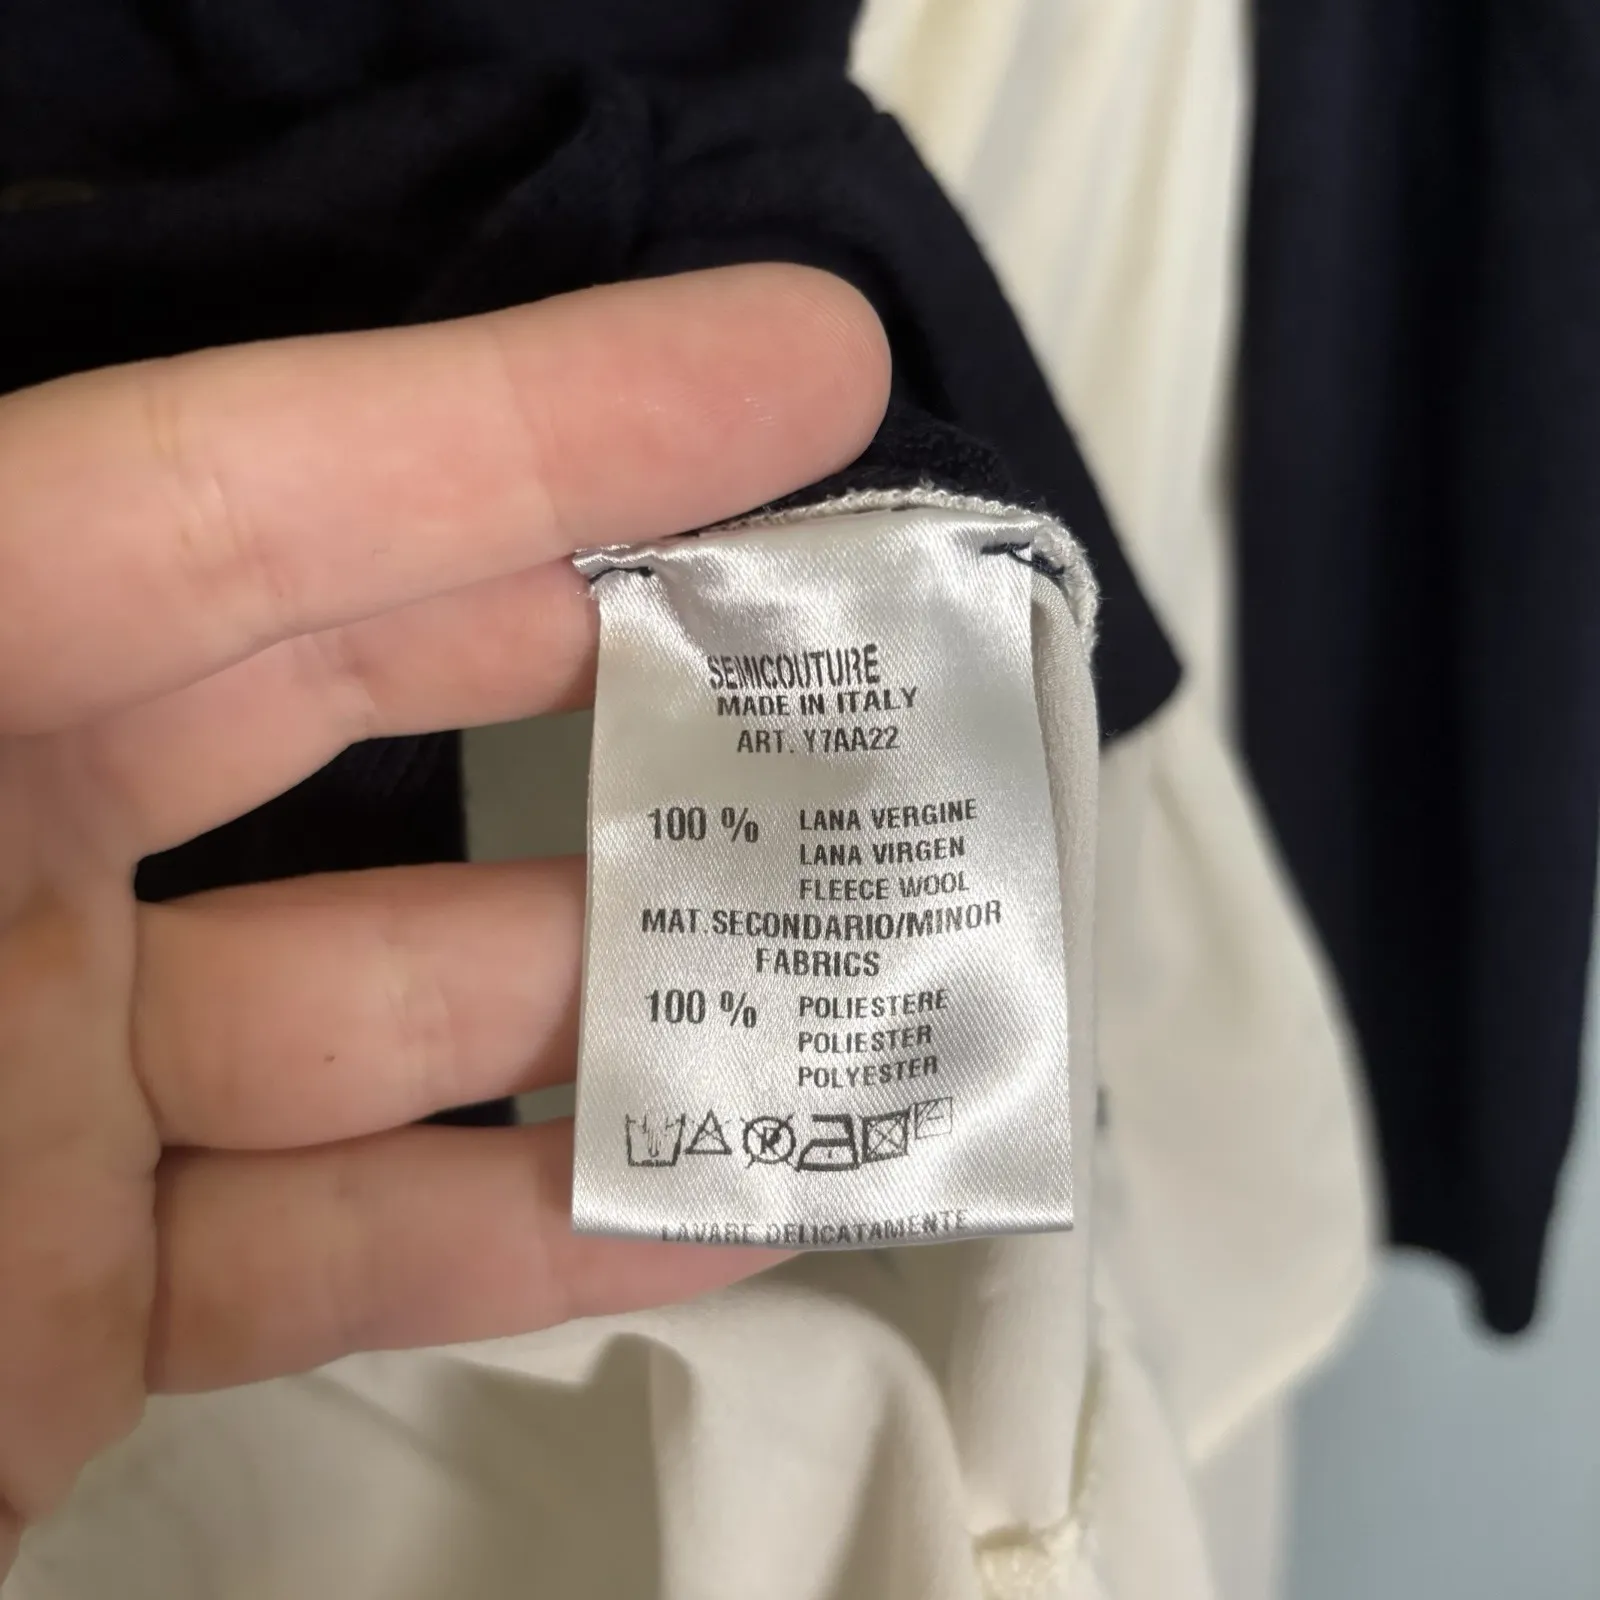 SEMICOUTURE
MADE IN ITALY
ART. Y7AA22
100 % LANA VERGINE
LANA VIRGEN
FLEECE WOOL
MAT.SECONDARIO/MINOR
FABRICS
100 % POLIESTERE
POLIESTER
POLYESTER
LAVARE DELICATAMENTE